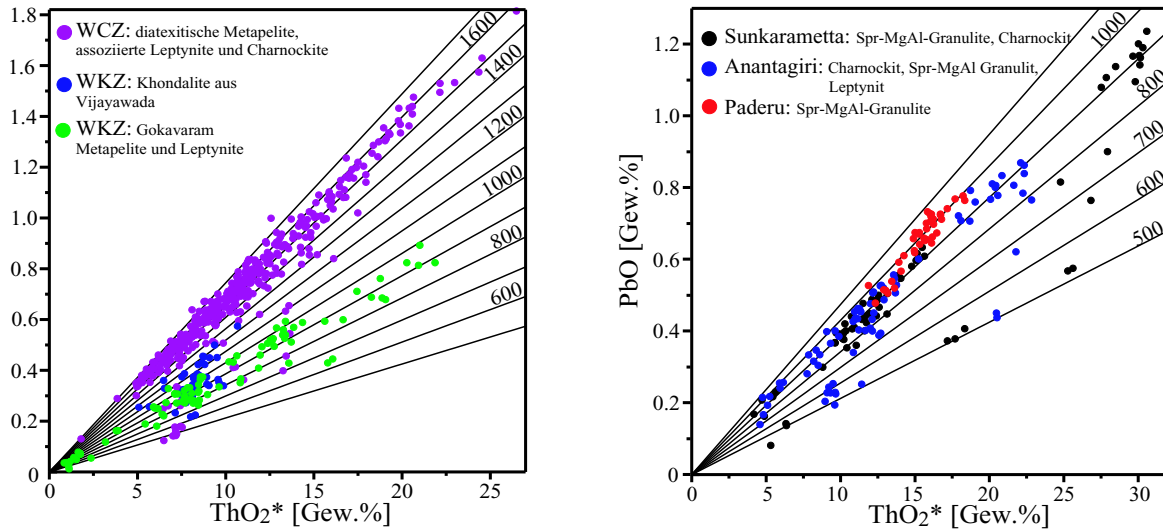 1.8
1.6
1.4
1.2
1.0
0.8
0.6
0.4
0.2
0
WCZ: diatexitische Metapelite,
assoziierte Leptynite und Charnockite
WKZ: Khondalite aus
Vijayawada
WKZ: Gokavaram
Metapelite und Leptynite
1600
1400
1200
1000
800
600
5 10 15 20 25
ThO2* [Gew.%]
PbO [Gew.%]
1.2
1.0
0.8
0.6
0.4
0.2
0
Sunkarametta: Spr-MgAl-Granulite, Charnockit
Anantagiri: Charnockit, Spr-MgAl Granulit,
Leptynit
Paderu: Spr-MgAl-Granulite
1000
800
700
600
500
5 10 15 20 25 30
ThO2* [Gew.%]